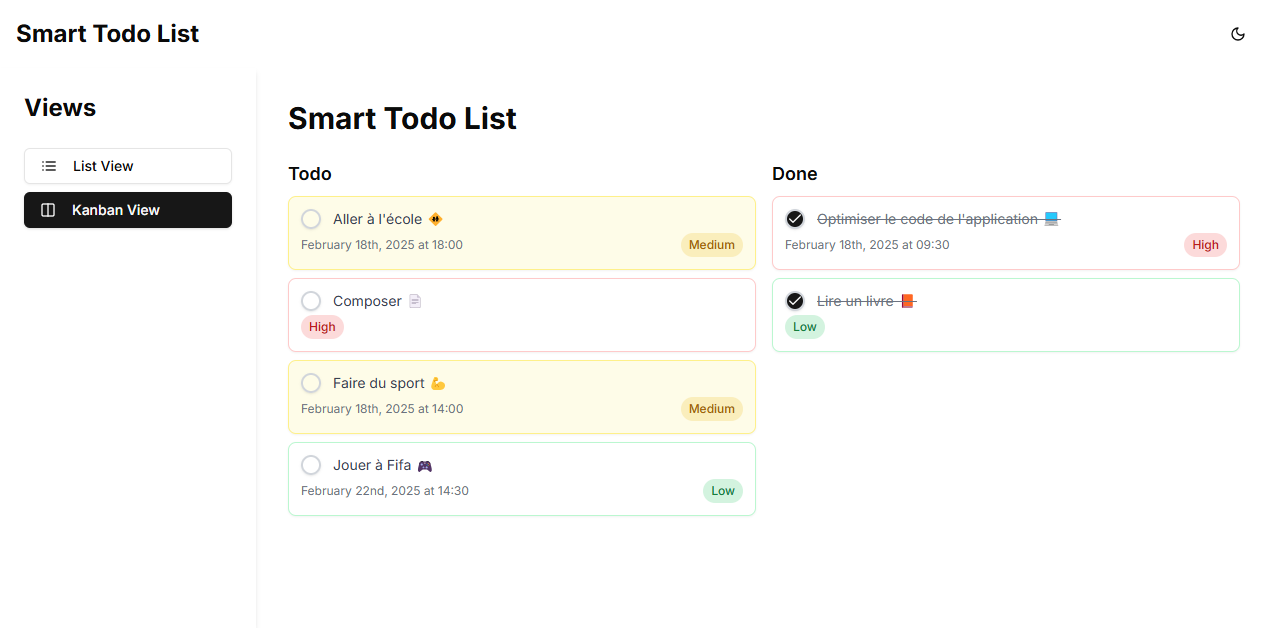 Smart Todo List
Views
List View
Kanban View
Smart Todo List
Todo
Aller à l'école
February 18th, 2025 at 18:00
Medium
Composer
High
Faire du sport
February 18th, 2025 at 14:00
Medium
Jouer à Fifa
February 22nd, 2025 at 14:30
Low
Done
Optimiser le code de l'application
February 18th, 2025 at 09:30
High
Lire un livre
Low